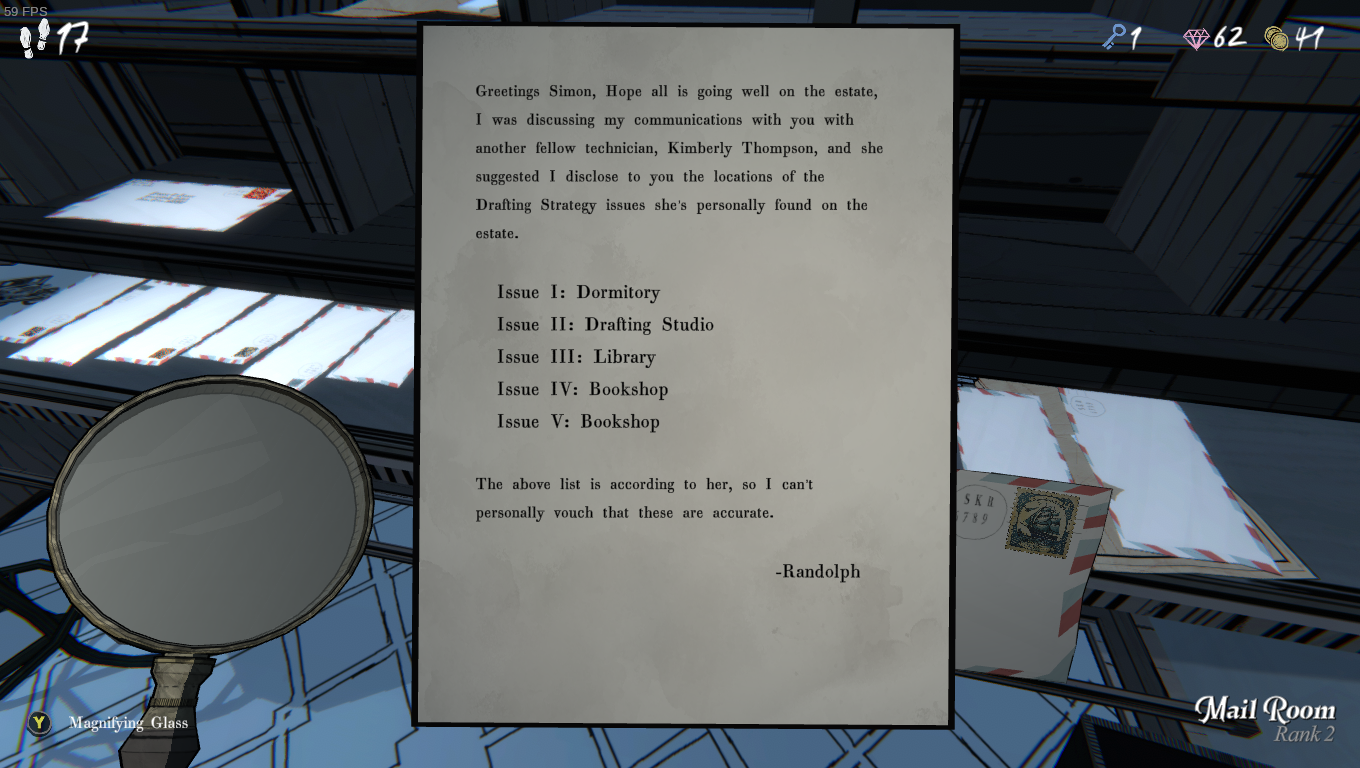 59 FPS
17
1
62
41
Greetings Simon, Hope all is going well on the estate,
I was discussing my communications with you with
another fellow technician, Kimberly Thompson, and she
suggested I disclose to you the locations of the
Drafting Strategy issues she's personally found on the
estate.
Issue I: Dormitory
Issue II: Drafting Studio
Issue III: Library
Issue IV: Bookshop
Issue V: Bookshop
The above list is according to her, so I can't
personally vouch that these are accurate.
-Randolph
SKR
6789
Y Magnifying Glass
Mail Room
Rank 2